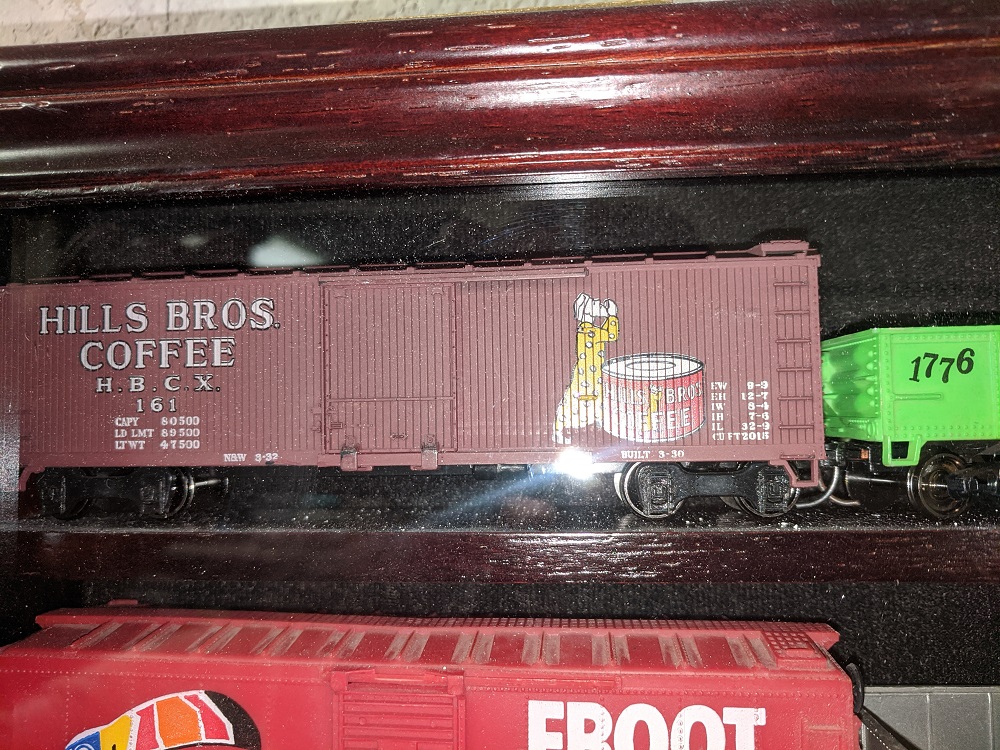 HILLS BROS.
COFFEE
H.B.C.X.
161
CAPY 80500
LD LMT 89500
LT WT 47500
N&W 3-32
HILLS BROS
COFFEE
EW 9-9
EH 12-7
IW 8-4
IH 7-6
IL 32-9
CU FT 2015
BUILT 3-30
1776
FROOT